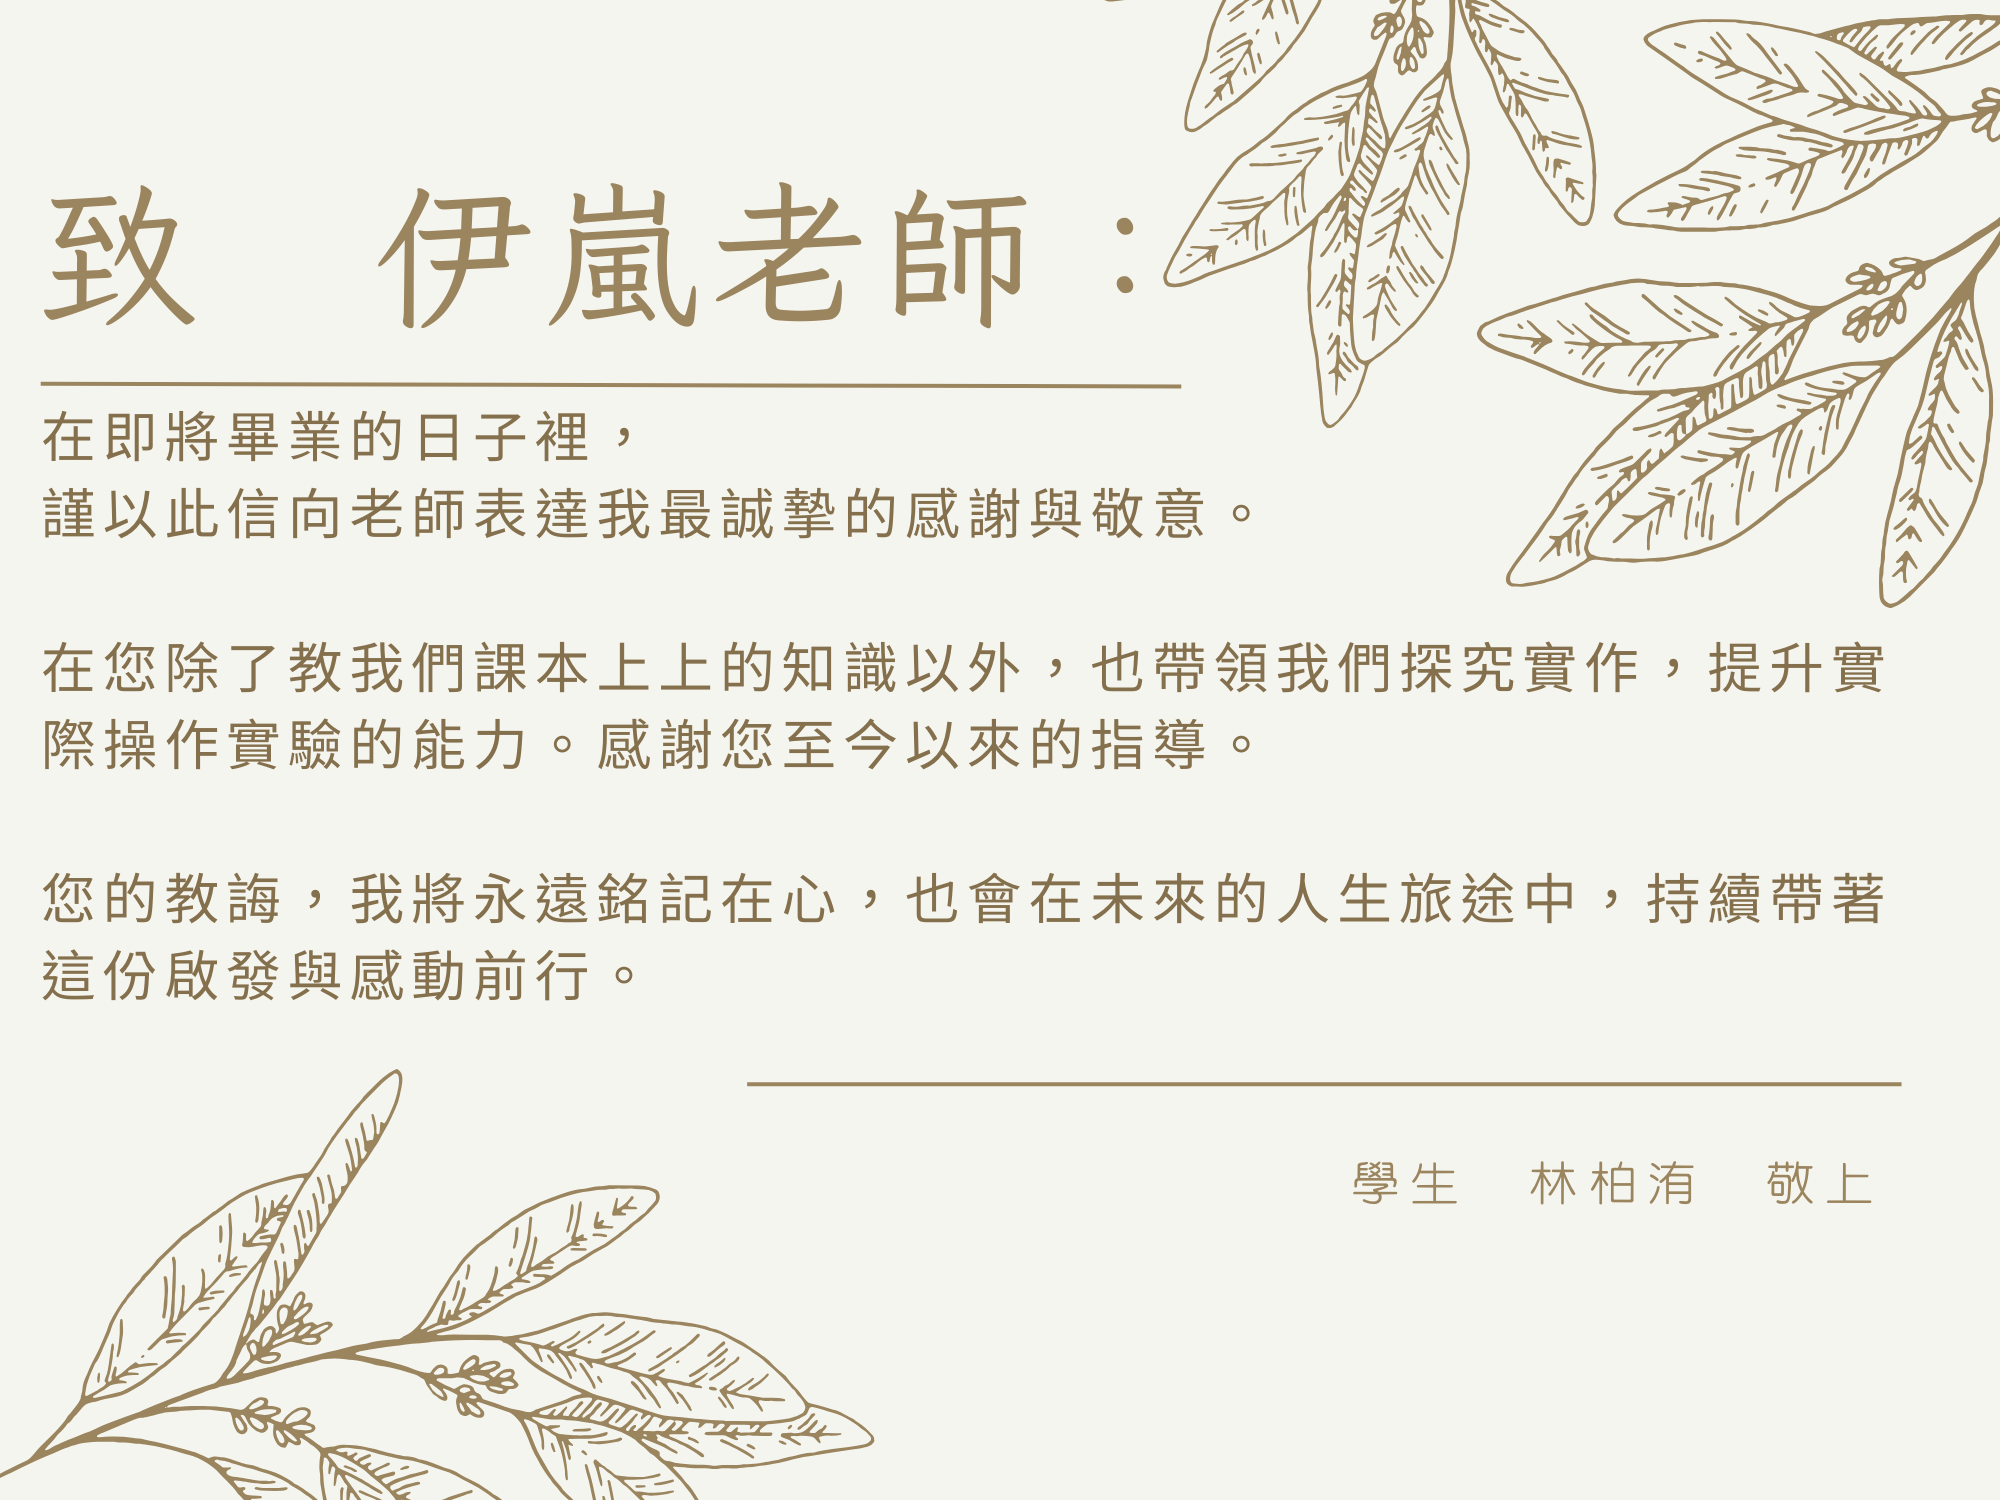 致　伊嵐老師：
在即將畢業的日子裡，
謹以此信向老師表達我最誠摯的感謝與敬意。
在您除了教我們課本上上的知識以外，也帶領我們探究實作，提升實
際操作實驗的能力。感謝您至今以來的指導。
您的教誨，我將永遠銘記在心，也會在未來的人生旅途中，持續帶著
這份啟發與感動前行。
學生　林柏洧　敬上